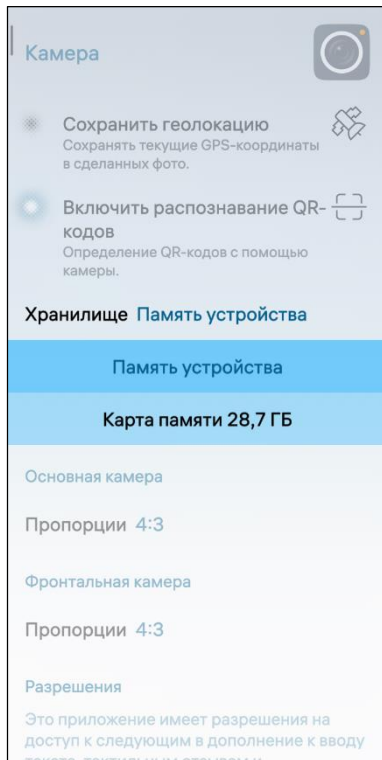 Камера
Сохранить геолокацию
Сохранять текущие GPS-координаты
в сделанных фото.
Включить распознавание QR-
кодов
Определение QR-кодов с помощью
камеры.
Хранилище Память устройства
Память устройства
Карта памяти 28,7 ГБ
Основная камера
Пропорции 4:3
Фронтальная камера
Пропорции 4:3
Разрешения
Это приложение имеет разрешения на
доступ к следующим в дополнение к вводу